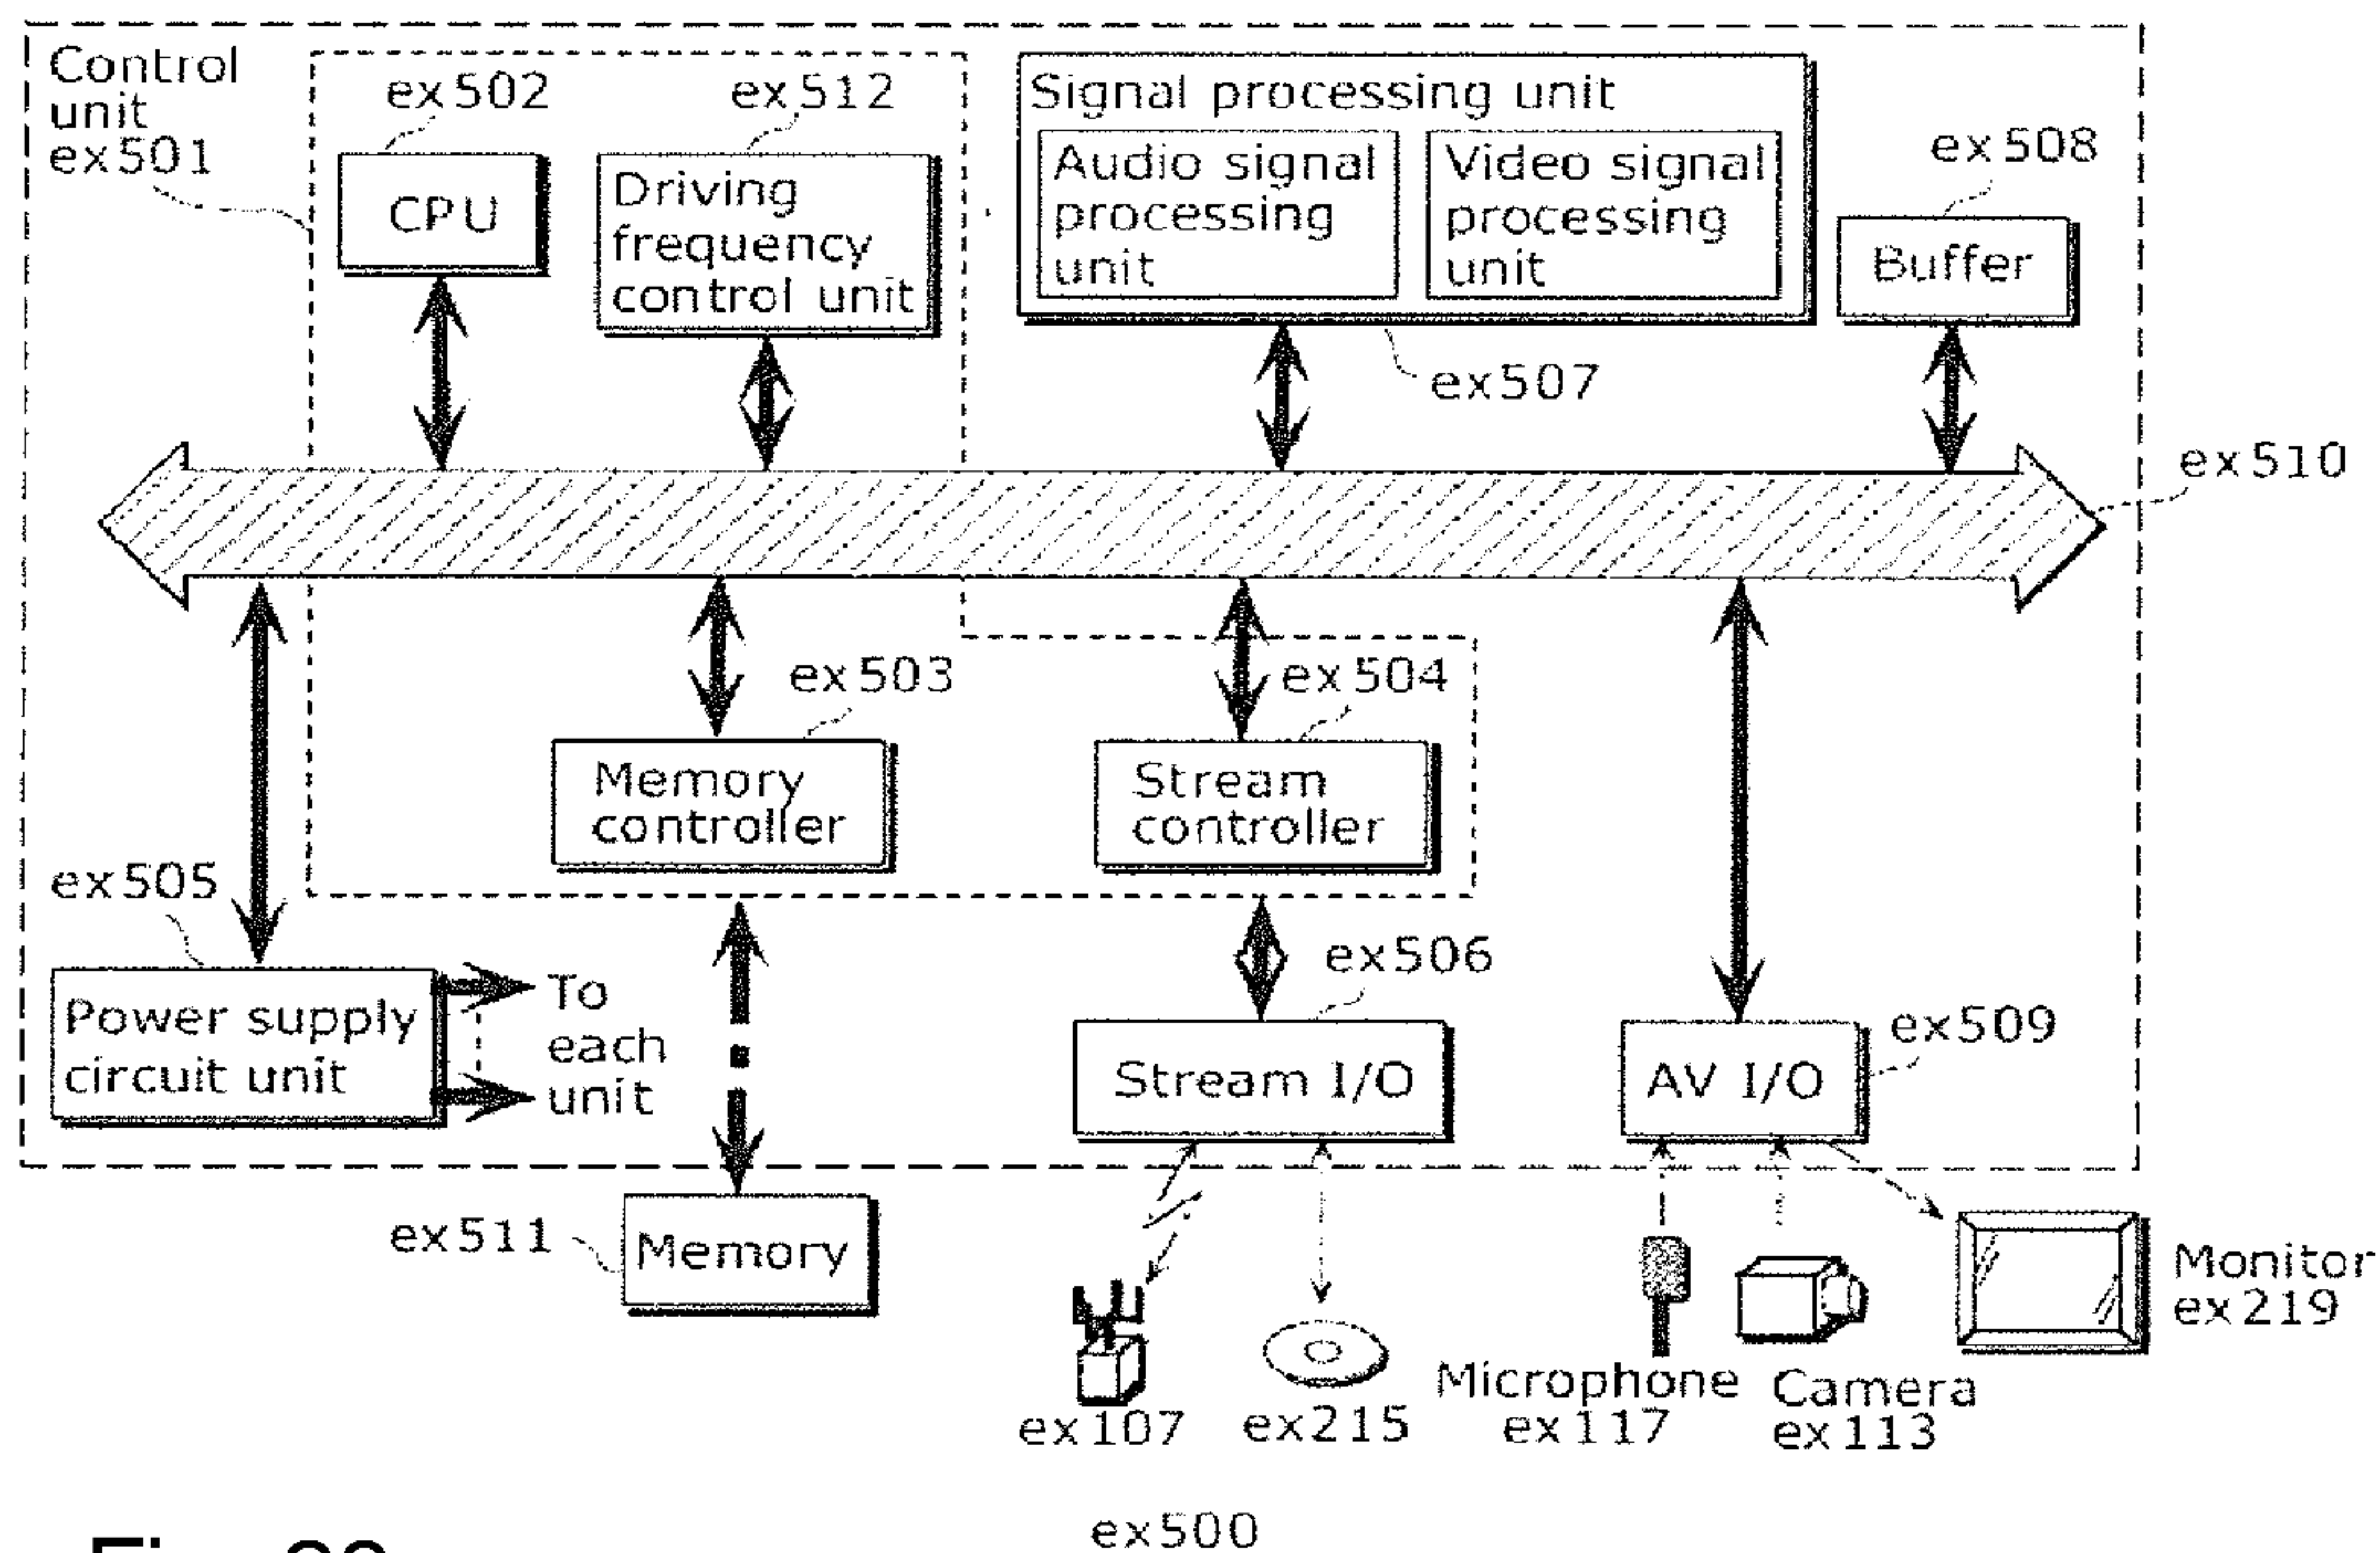 Control
unit
ex501
ex502
ex512
CPU
Driving
frequency
control unit
Signal processing unit
Audio signal
processing
unit
Video signal
processing
unit
ex508
Buffer
ex507
ex510
ex503
Memory
controller
ex504
Stream
controller
ex505
Power supply
circuit unit
To
each
unit
ex506
Stream I/O
ex509
AV I/O
ex511
Memory
ex107
ex215
Microphone
ex117
Camera
ex113
Monitor
ex219
ex500